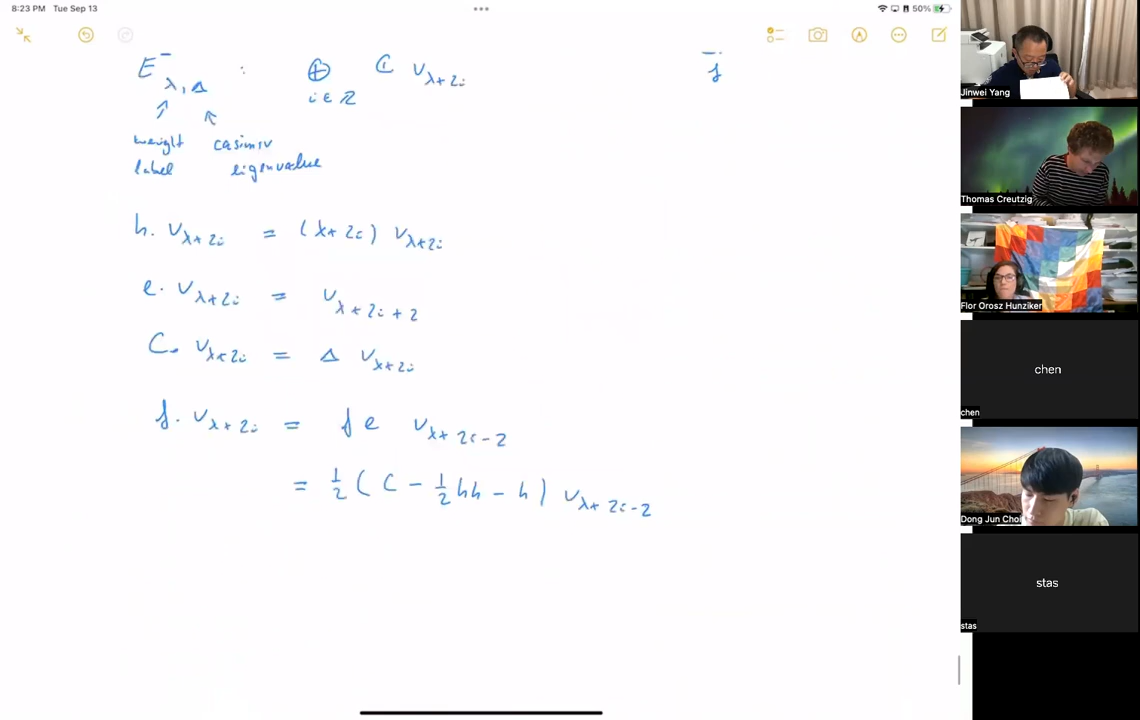 8:23 PM Tue Sep 13
50%
E⁻_{λ,Δ} : ⊕_{i∈ℤ} ℂ v_{λ+2i}
f
weight casimir
label eigenvalue
h. v_{λ+2i} = (λ+2i) v_{λ+2i}
e. v_{λ+2i} = v_{λ+2i+2}
C. v_{λ+2i} = Δ v_{λ+2i}
f. v_{λ+2i} = f e v_{λ+2i-2}
= ½ ( C - ½ hh - h) v_{λ+2i-2}
Jinwei Yang
Thomas Creutzig
Flor Orosz Hunziker
chen
chen
Dong Jun Choi
stas
stas